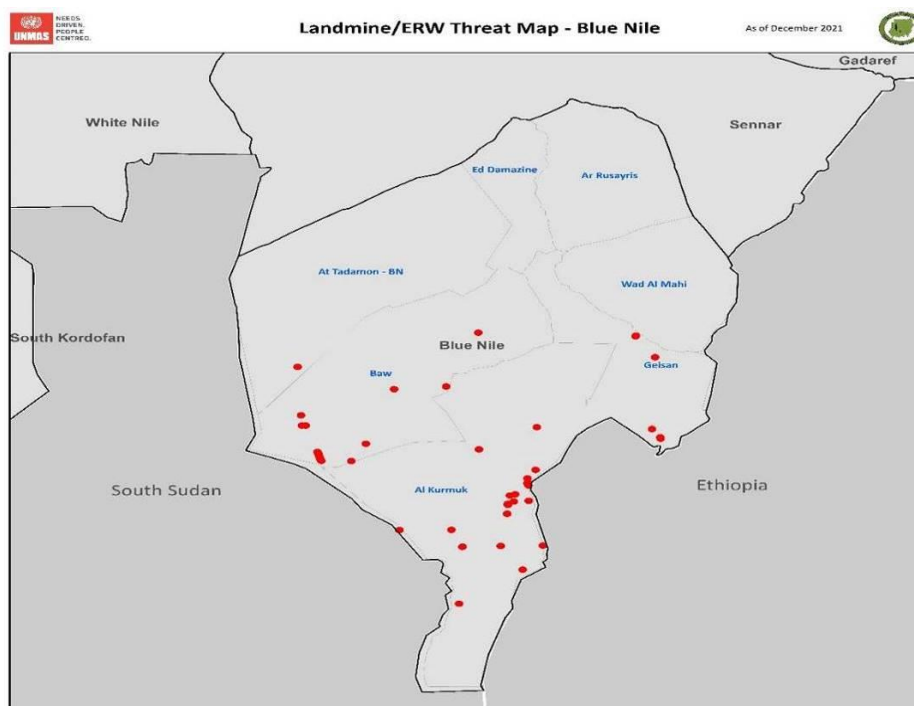 UNMAS
NEEDS
DRIVEN.
PEOPLE
CENTRED.
Landmine/ERW Threat Map - Blue Nile
As of December 2021
Gadaref
White Nile
Sennar
Ed Damazine
Ar Rusayris
At Tadamon - BN
Wad Al Mahi
South Kordofan
Blue Nile
Baw
Geisan
South Sudan
Al Kurmuk
Ethiopia